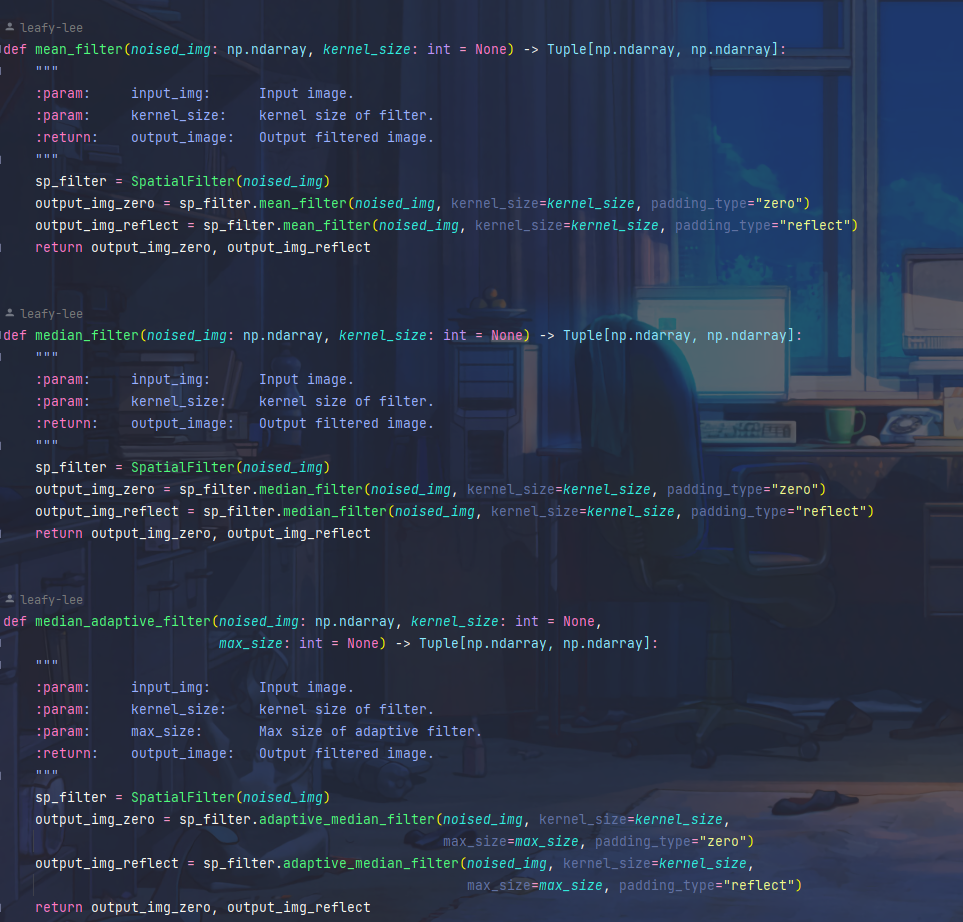 leafy-lee
def mean_filter(noised_img: np.ndarray, kernel_size: int = None) -> Tuple[np.ndarray, np.ndarray]:
"""
:param: input_img: Input image.
:param: kernel_size: kernel size of filter.
:return: output_image: Output filtered image.
"""
sp_filter = SpatialFilter(noised_img)
output_img_zero = sp_filter.mean_filter(noised_img, kernel_size=kernel_size, padding_type="zero")
output_img_reflect = sp_filter.mean_filter(noised_img, kernel_size=kernel_size, padding_type="reflect")
return output_img_zero, output_img_reflect
leafy-lee
def median_filter(noised_img: np.ndarray, kernel_size: int = None) -> Tuple[np.ndarray, np.ndarray]:
"""
:param: input_img: Input image.
:param: kernel_size: kernel size of filter.
:return: output_image: Output filtered image.
"""
sp_filter = SpatialFilter(noised_img)
output_img_zero = sp_filter.median_filter(noised_img, kernel_size=kernel_size, padding_type="zero")
output_img_reflect = sp_filter.median_filter(noised_img, kernel_size=kernel_size, padding_type="reflect")
return output_img_zero, output_img_reflect
leafy-lee
def median_adaptive_filter(noised_img: np.ndarray, kernel_size: int = None,
max_size: int = None) -> Tuple[np.ndarray, np.ndarray]:
"""
:param: input_img: Input image.
:param: kernel_size: kernel size of filter.
:param: max_size: Max size of adaptive filter.
:return: output_image: Output filtered image.
"""
sp_filter = SpatialFilter(noised_img)
output_img_zero = sp_filter.adaptive_median_filter(noised_img, kernel_size=kernel_size,
max_size=max_size, padding_type="zero")
output_img_reflect = sp_filter.adaptive_median_filter(noised_img, kernel_size=kernel_size,
max_size=max_size, padding_type="reflect")
return output_img_zero, output_img_reflect